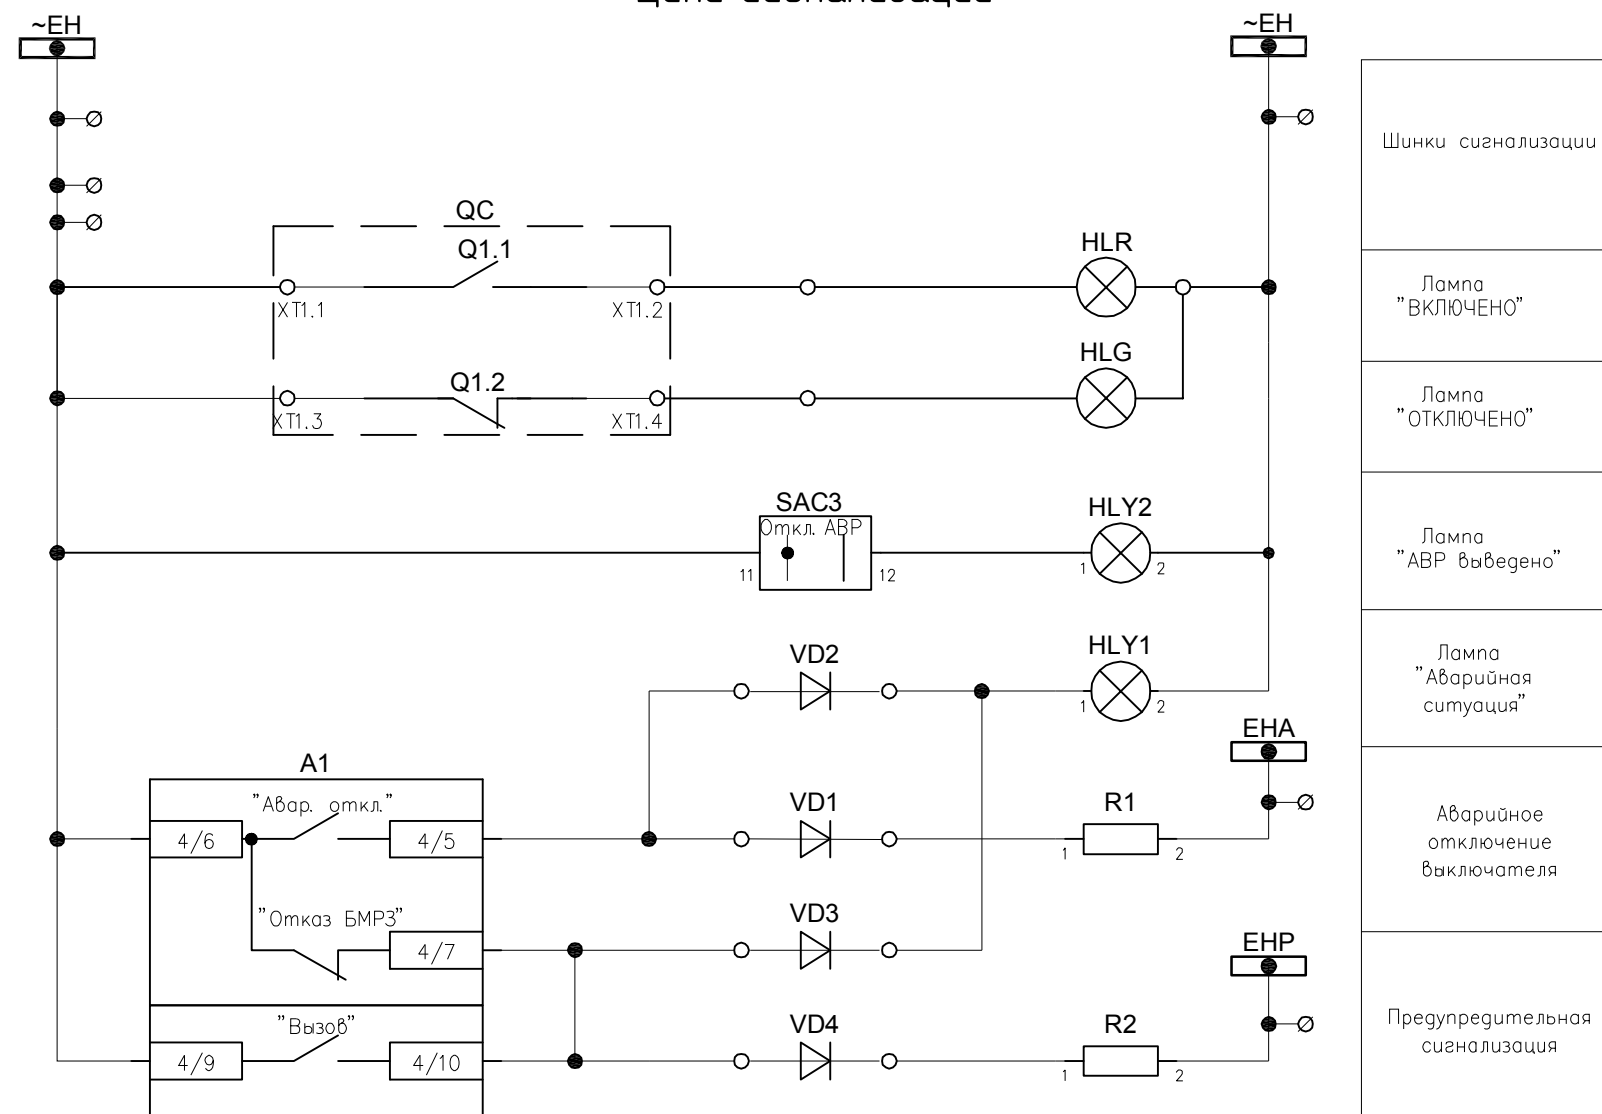 Цепи сигнализации
~EH
~EH
Шинки сигнализации
QC
Q1.1
HLR
XT1.1
XT1.2
Лампа
"ВКЛЮЧЕНО"
HLG
Q1.2
XT1.3
XT1.4
Лампа
"ОТКЛЮЧЕНО"
SAC3
Откл. АВР
11
12
HLY2
1
2
Лампа
"АВР выведено"
VD2
HLY1
1
2
Лампа
"Аварийная
ситуация"
EHA
A1
"Авар. откл."
4/6
4/5
VD1
R1
1
2
Аварийное
отключение
выключателя
"Отказ БМРЗ"
4/7
VD3
EHP
"Вызов"
4/9
4/10
VD4
R2
1
2
Предупредительная
сигнализация